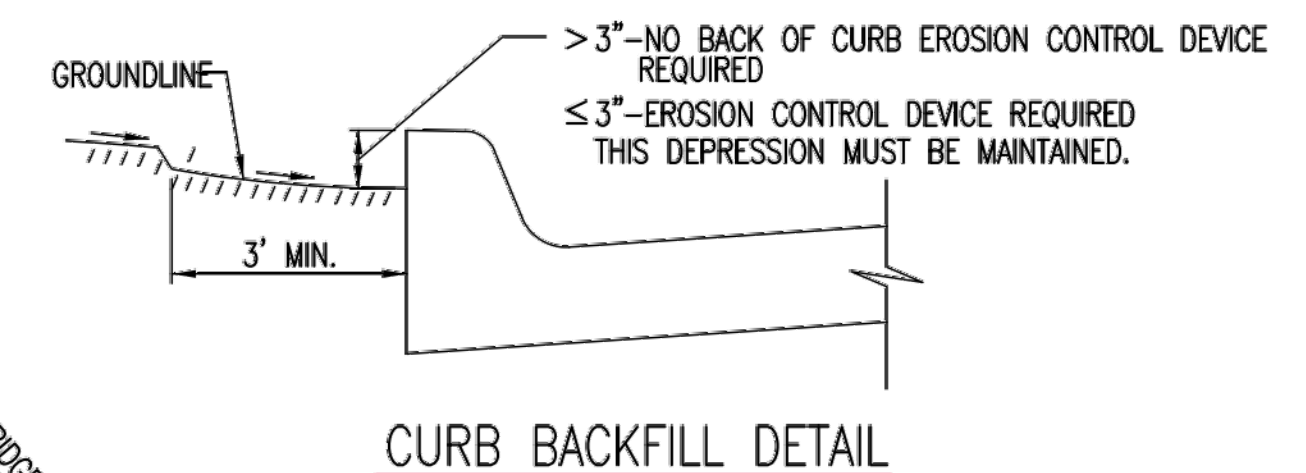 > 3"-NO BACK OF CURB EROSION CONTROL DEVICE
REQUIRED
GROUNDLINE
≤ 3"-EROSION CONTROL DEVICE REQUIRED
THIS DEPRESSION MUST BE MAINTAINED.
3' MIN.
CURB BACKFILL DETAIL